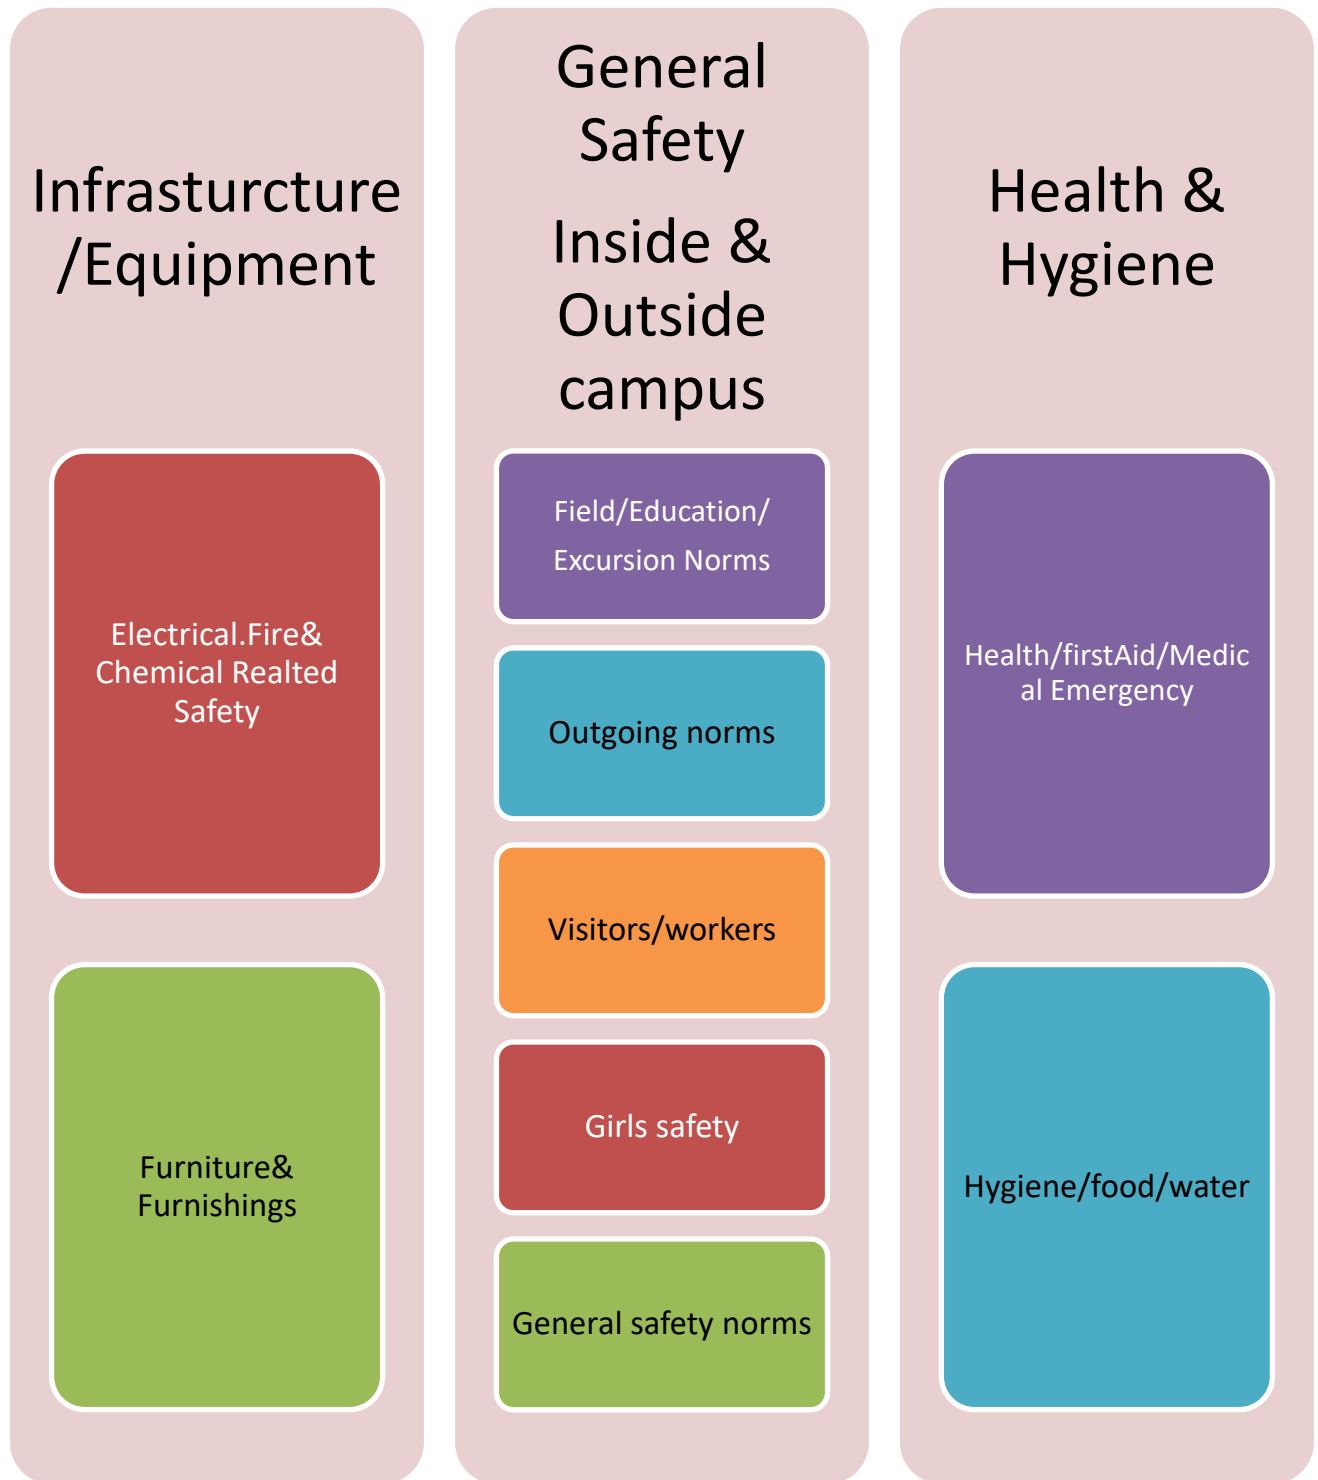 Infrasturcture
/Equipment
Electrical.Fire&
Chemical Realted
Safety
Furniture&
Furnishings
General
Safety
Inside &
Outside
campus
Field/Education/
Excursion Norms
Outgoing norms
Visitors/workers
Girls safety
General safety norms
Health &
Hygiene
Health/firstAid/Medic
al Emergency
Hygiene/food/water